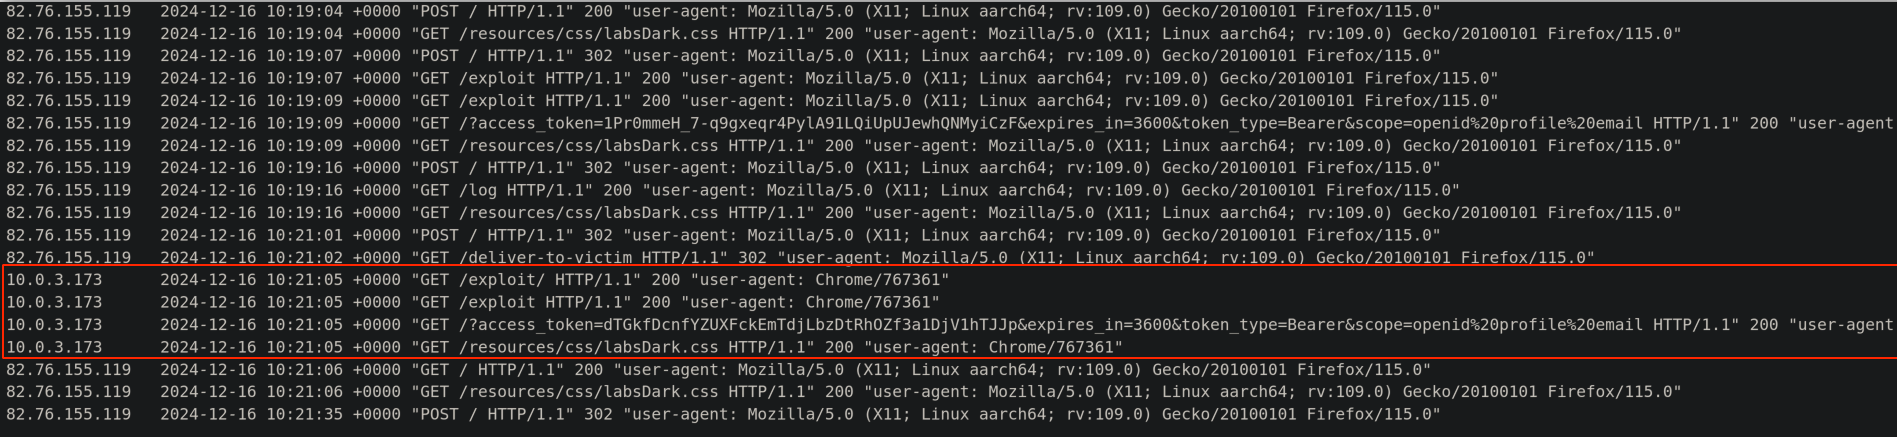 82.76.155.119 2024-12-16 10:19:04 +0000 "POST / HTTP/1.1" 200 "user-agent: Mozilla/5.0 (X11; Linux aarch64; rv:109.0) Gecko/20100101 Firefox/115.0"
82.76.155.119 2024-12-16 10:19:04 +0000 "GET /resources/css/labsDark.css HTTP/1.1" 200 "user-agent: Mozilla/5.0 (X11; Linux aarch64; rv:109.0) Gecko/20100101 Firefox/115.0"
82.76.155.119 2024-12-16 10:19:07 +0000 "POST / HTTP/1.1" 302 "user-agent: Mozilla/5.0 (X11; Linux aarch64; rv:109.0) Gecko/20100101 Firefox/115.0"
82.76.155.119 2024-12-16 10:19:07 +0000 "GET /exploit HTTP/1.1" 200 "user-agent: Mozilla/5.0 (X11; Linux aarch64; rv:109.0) Gecko/20100101 Firefox/115.0"
82.76.155.119 2024-12-16 10:19:09 +0000 "GET /exploit HTTP/1.1" 200 "user-agent: Mozilla/5.0 (X11; Linux aarch64; rv:109.0) Gecko/20100101 Firefox/115.0"
82.76.155.119 2024-12-16 10:19:09 +0000 "GET /?access_token=1Pr0mmeH_7-q9gxeqr4PylA91LQiUpUJewhQNMyiCzF&expires_in=3600&token_type=Bearer&scope=openid%20profile%20email HTTP/1.1" 200 "user-agent
82.76.155.119 2024-12-16 10:19:09 +0000 "GET /resources/css/labsDark.css HTTP/1.1" 200 "user-agent: Mozilla/5.0 (X11; Linux aarch64; rv:109.0) Gecko/20100101 Firefox/115.0"
82.76.155.119 2024-12-16 10:19:16 +0000 "POST / HTTP/1.1" 302 "user-agent: Mozilla/5.0 (X11; Linux aarch64; rv:109.0) Gecko/20100101 Firefox/115.0"
82.76.155.119 2024-12-16 10:19:16 +0000 "GET /log HTTP/1.1" 200 "user-agent: Mozilla/5.0 (X11; Linux aarch64; rv:109.0) Gecko/20100101 Firefox/115.0"
82.76.155.119 2024-12-16 10:19:16 +0000 "GET /resources/css/labsDark.css HTTP/1.1" 200 "user-agent: Mozilla/5.0 (X11; Linux aarch64; rv:109.0) Gecko/20100101 Firefox/115.0"
82.76.155.119 2024-12-16 10:21:01 +0000 "POST / HTTP/1.1" 302 "user-agent: Mozilla/5.0 (X11; Linux aarch64; rv:109.0) Gecko/20100101 Firefox/115.0"
82.76.155.119 2024-12-16 10:21:02 +0000 "GET /deliver-to-victim HTTP/1.1" 302 "user-agent: Mozilla/5.0 (X11; Linux aarch64; rv:109.0) Gecko/20100101 Firefox/115.0"
10.0.3.173 2024-12-16 10:21:05 +0000 "GET /exploit/ HTTP/1.1" 200 "user-agent: Chrome/767361"
10.0.3.173 2024-12-16 10:21:05 +0000 "GET /exploit HTTP/1.1" 200 "user-agent: Chrome/767361"
10.0.3.173 2024-12-16 10:21:05 +0000 "GET /?access_token=dTGkfDcnfYZUXFckEmTdjLbzDtRhOZf3a1DjV1hTJJp&expires_in=3600&token_type=Bearer&scope=openid%20profile%20email HTTP/1.1" 200 "user-agent
10.0.3.173 2024-12-16 10:21:05 +0000 "GET /resources/css/labsDark.css HTTP/1.1" 200 "user-agent: Chrome/767361"
82.76.155.119 2024-12-16 10:21:06 +0000 "GET / HTTP/1.1" 200 "user-agent: Mozilla/5.0 (X11; Linux aarch64; rv:109.0) Gecko/20100101 Firefox/115.0"
82.76.155.119 2024-12-16 10:21:06 +0000 "GET /resources/css/labsDark.css HTTP/1.1" 200 "user-agent: Mozilla/5.0 (X11; Linux aarch64; rv:109.0) Gecko/20100101 Firefox/115.0"
82.76.155.119 2024-12-16 10:21:35 +0000 "POST / HTTP/1.1" 302 "user-agent: Mozilla/5.0 (X11; Linux aarch64; rv:109.0) Gecko/20100101 Firefox/115.0"